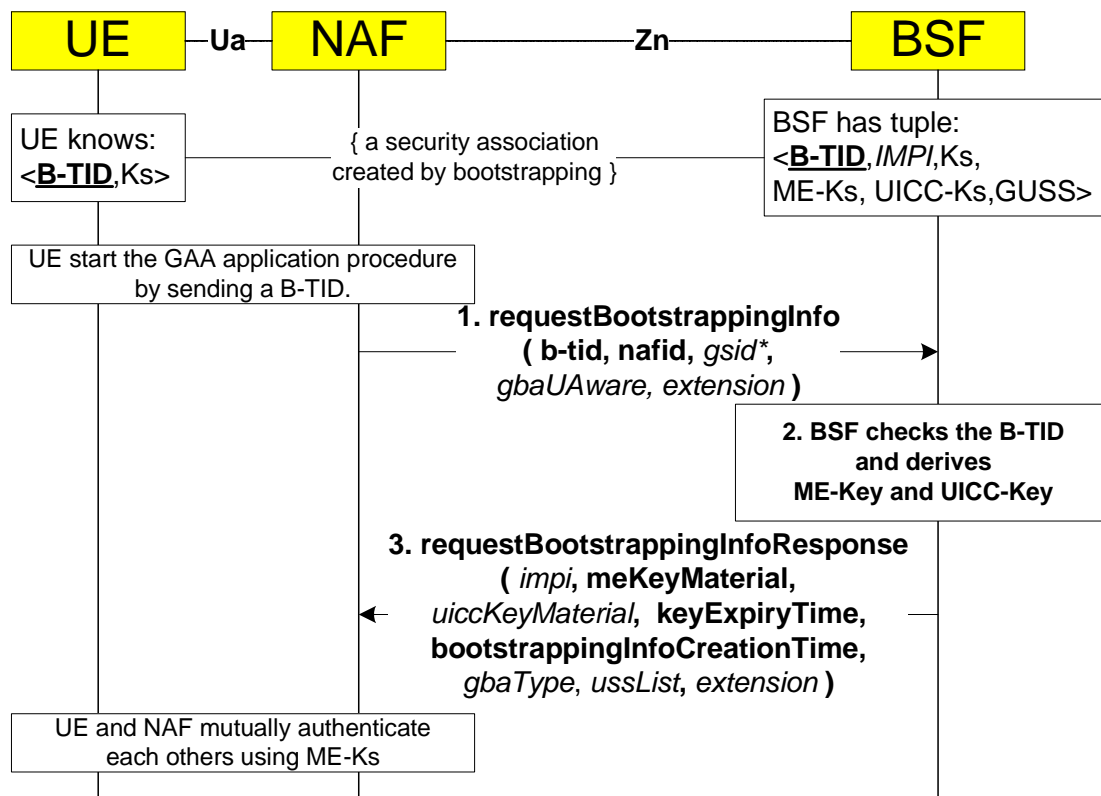 UE
Ua
NAF
Zn
BSF
UE knows:
<B-TID,Ks>
{ a security association
created by bootstrapping }
BSF has tuple:
<B-TID,IMPI,Ks,
ME-Ks, UICC-Ks,GUSS>
UE start the GAA application procedure
by sending a B-TID.
1. requestBootstrappingInfo
( b-tid, nafid, gsid*,
gbaUAware, extension )
2. BSF checks the B-TID
and derives
ME-Key and UICC-Key
3. requestBootstrappingInfoResponse
( impi, meKeyMaterial,
uiccKeyMaterial, keyExpiryTime,
bootstrappingInfoCreationTime,
gbaType, ussList, extension )
UE and NAF mutually authenticate
each others using ME-Ks